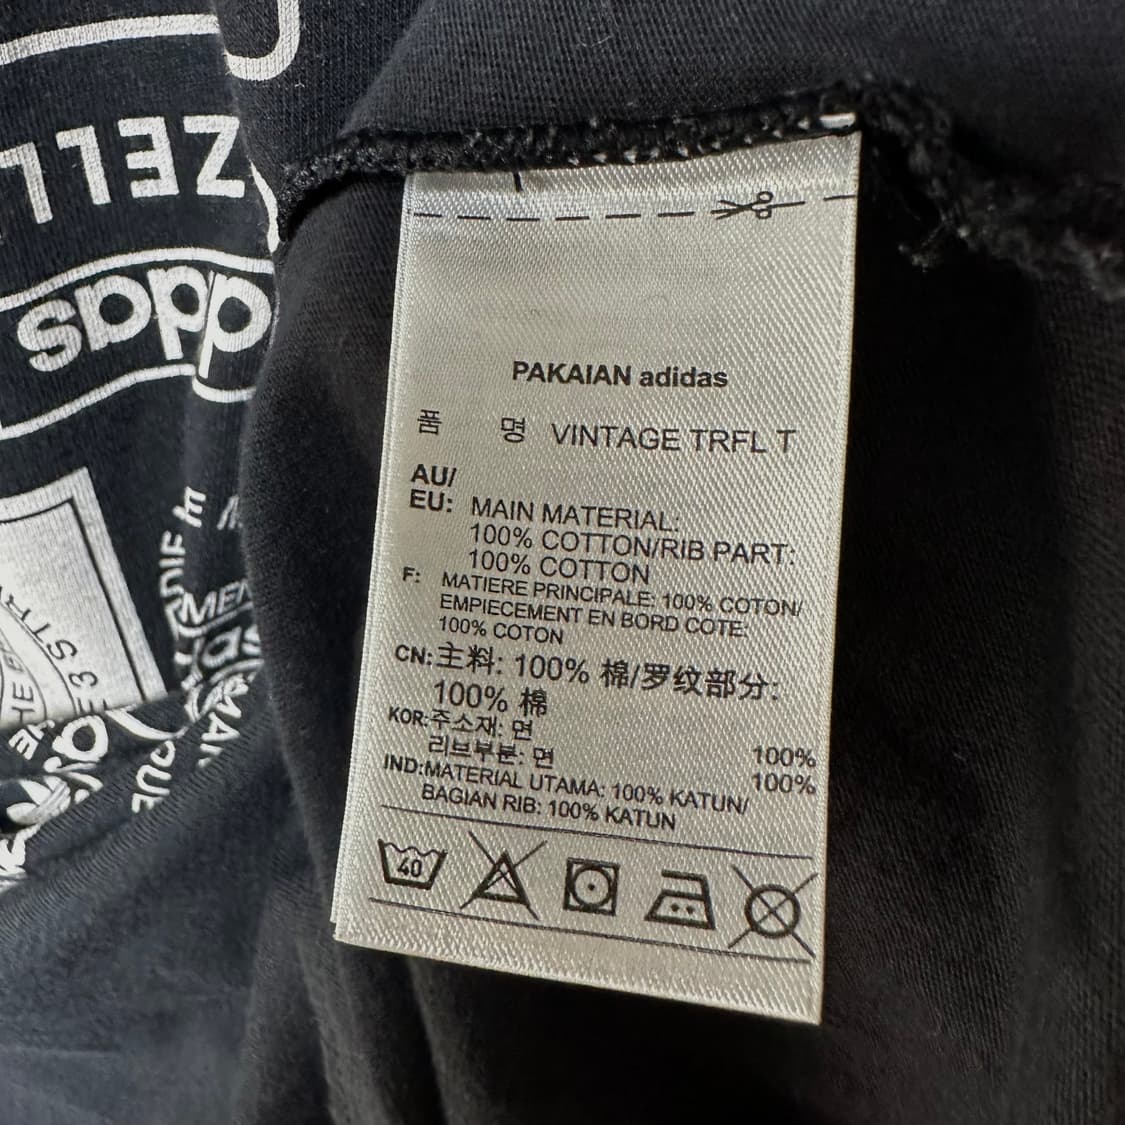 ZELL
adidas
PAKAIAN adidas
품 명 VINTAGE TRFL T
AU/
EU: MAIN MATERIAL:
100% COTTON/RIB PART:
100% COTTON
F: MATIERE PRINCIPALE: 100% COTON/
EMPIECEMENT EN BORD COTE:
100% COTON
CN:主料: 100% 棉/罗纹部分:
100% 棉
KOR:주소재: 면 100%
리브부분: 면 100%
IND:MATERIAL UTAMA: 100% KATUN/
BAGIAN RIB: 100% KATUN
40